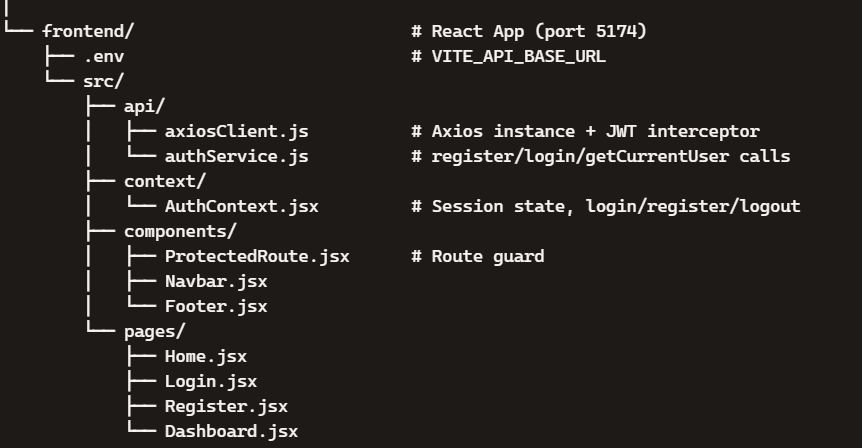 │
└── frontend/                           # React App (port 5174)
    ├── .env                            # VITE_API_BASE_URL
    └── src/
        ├── api/
        │   ├── axiosClient.js          # Axios instance + JWT interceptor
        │   └── authService.js          # register/login/getCurrentUser calls
        ├── context/
        │   └── AuthContext.jsx         # Session state, login/register/logout
        ├── components/
        │   ├── ProtectedRoute.jsx      # Route guard
        │   ├── Navbar.jsx
        │   └── Footer.jsx
        └── pages/
            ├── Home.jsx
            ├── Login.jsx
            ├── Register.jsx
            └── Dashboard.jsx